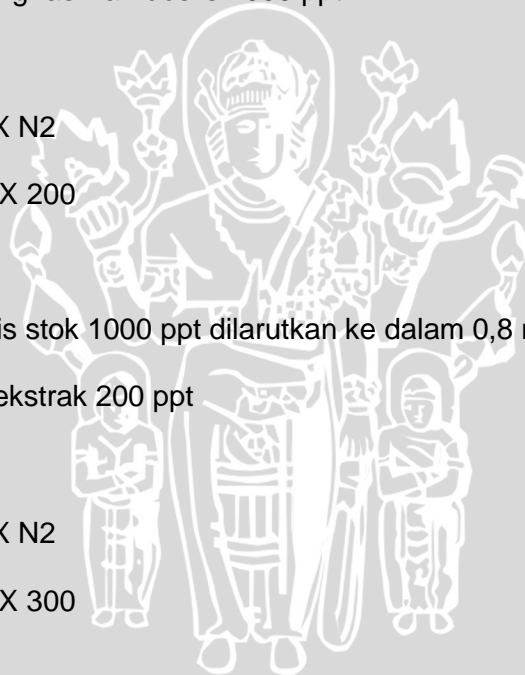 X N2
X 200
is stok 1000 ppt dilarutkan ke dalam 0,8
ekstrak 200 ppt
X N2
X 300